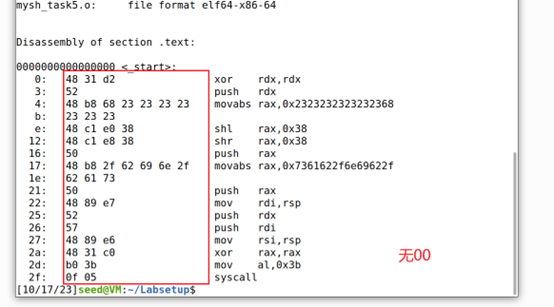 mysh_task5.o:     file format elf64-x86-64
Disassembly of section .text:
0000000000000000 <_start>:
0:   48 31 d2   xor    rdx,rdx
3:   52   push   rdx
4:   48 b8 68 23 23 23 23   movabs rax,0x2323232323232368
b:   23 23 23
e:   48 c1 e0 38   shl    rax,0x38
12:   48 c1 e8 38   shr    rax,0x38
16:   50   push   rax
17:   48 b8 2f 62 69 6e 2f   movabs rax,0x7361622f6e69622f
1e:   62 61 73
21:   50   push   rax
22:   48 89 e7   mov    rdi,rsp
25:   52   push   rdx
26:   57   push   rdi
27:   48 89 e6   mov    rsi,rsp
2a:   48 31 c0   xor    rax,rax
2d:   b0 3b   mov    al,0x3b
2f:   0f 05   syscall
无00
[10/17/23]seed@VM:~/Labsetup$